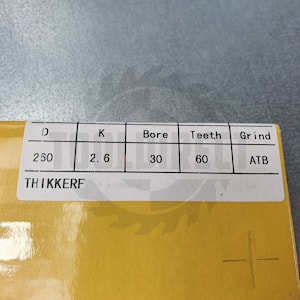 D K Bore Teeth Grind
260 2.6 30 60 ATB
THIKKERF